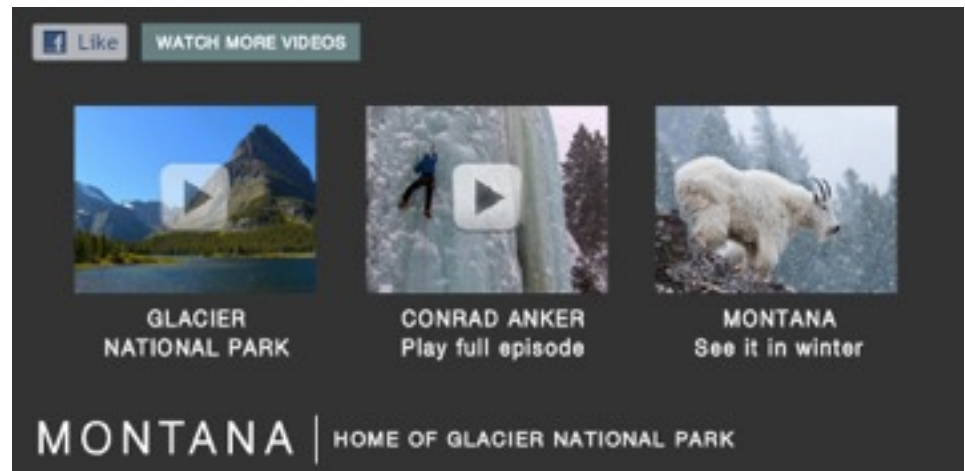 Like
WATCH MORE VIDEOS
GLACIER
NATIONAL PARK
CONRAD ANKER
Play full episode
MONTANA
See it in winter
MONTANA
HOME OF GLACIER NATIONAL PARK